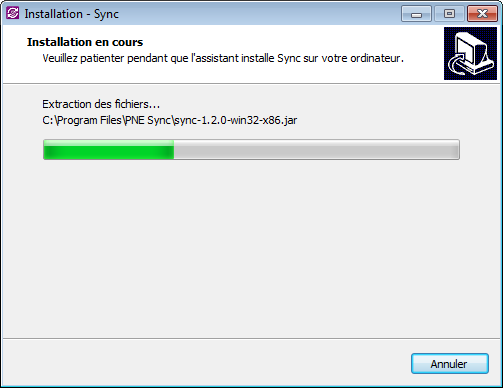 Installation - Sync
Installation en cours
Veuillez patienter pendant que l'assistant installe Sync sur votre ordinateur.
Extraction des fichiers...
C:\Program Files\PNE Sync\sync-1.2.0-win32-x86.jar
Annuler